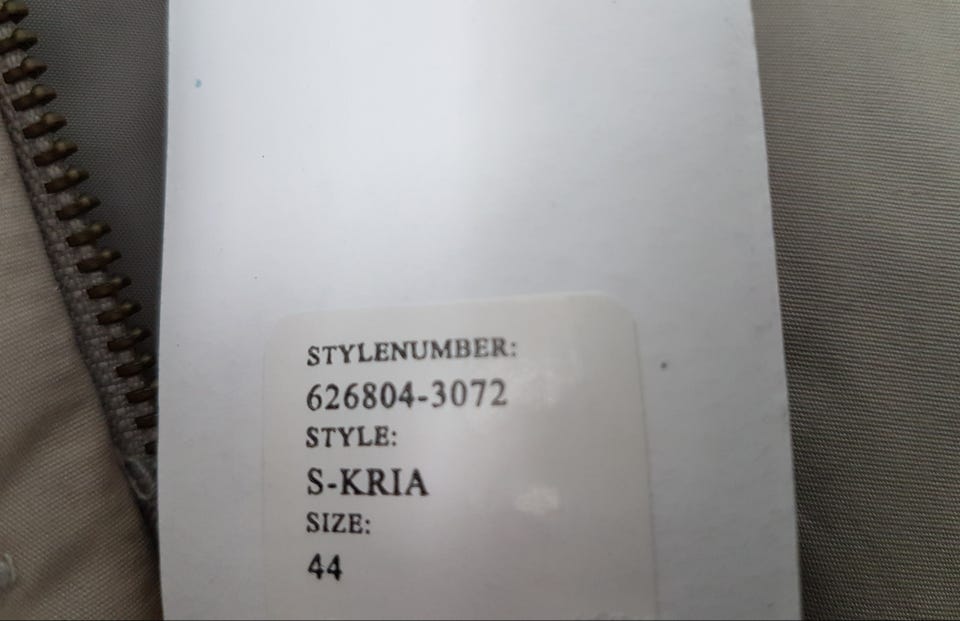 STYLENUMBER:
626804-3072
STYLE:
S-KRIA
SIZE:
44